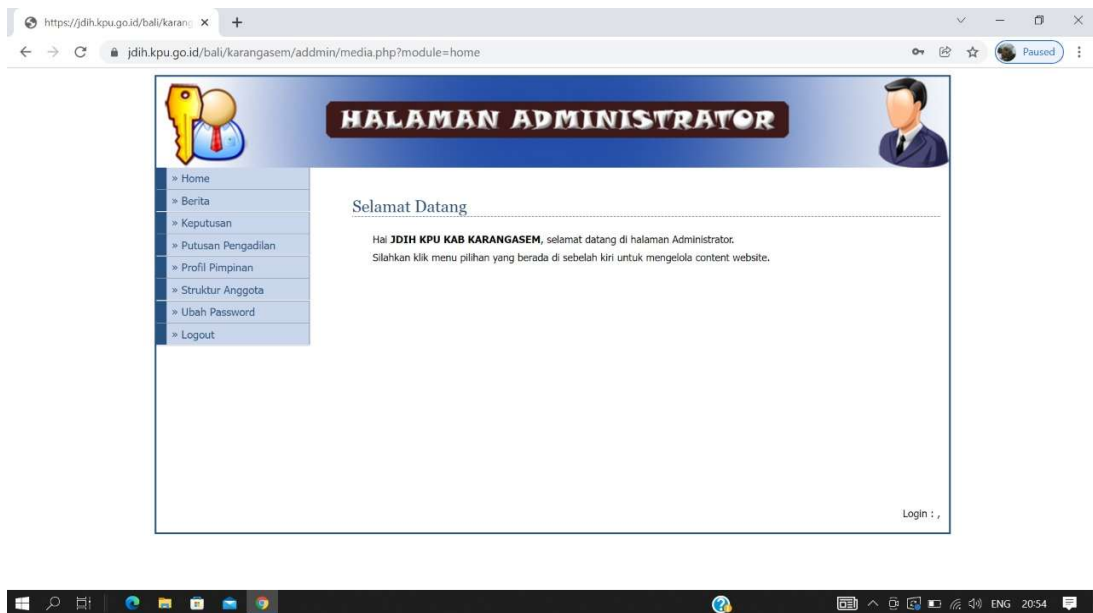 https://jdih.kpu.go.id/bali/karang
jdih.kpu.go.id/bali/karangasem/addmin/media.php?module=home
Paused
HALAMAN ADMINISTRATOR
» Home
» Berita
» Keputusan
» Putusan Pengadilan
» Profil Pimpinan
» Struktur Anggota
» Ubah Password
» Logout
Selamat Datang
Hai JDIH KPU KAB KARANGASEM, selamat datang di halaman Administrator.
Silahkan klik menu pilihan yang berada di sebelah kiri untuk mengelola content website.
Login : ,
ENG 20:54